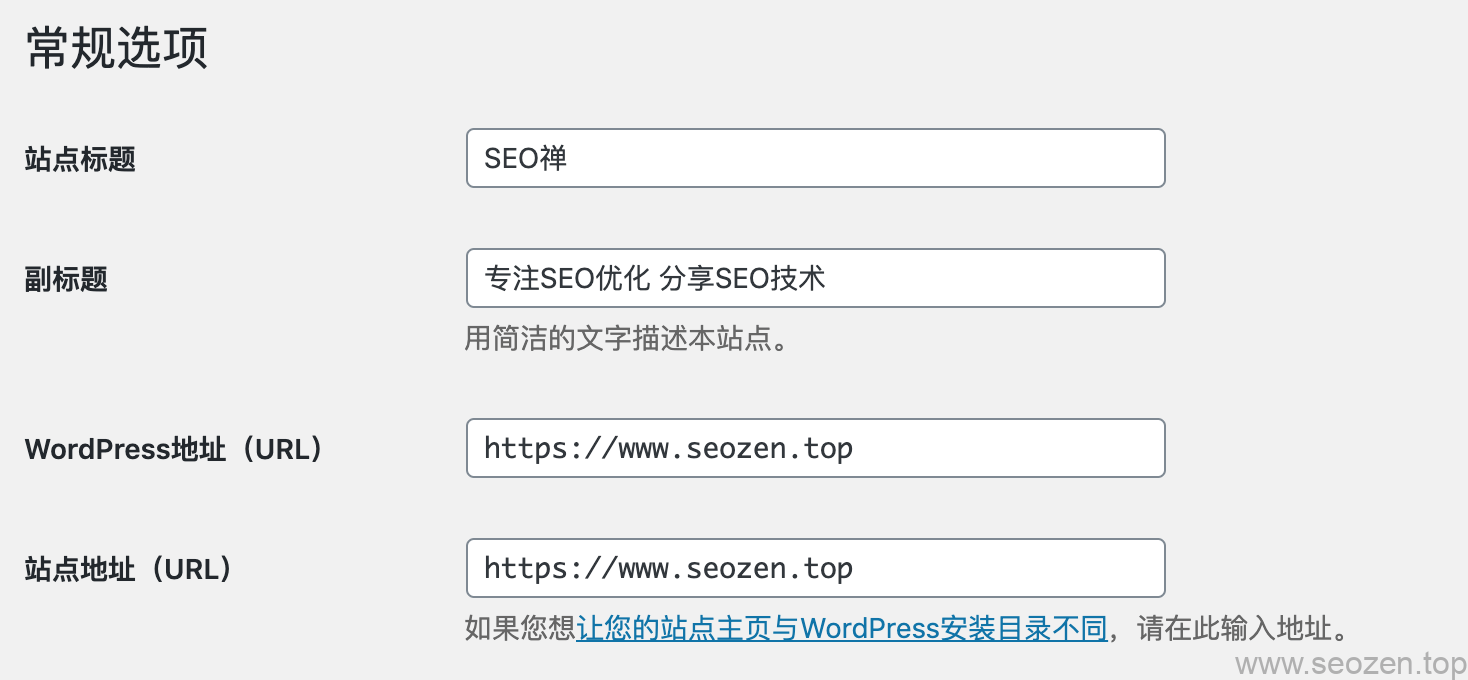 常规选项
站点标题
SEO禅
副标题
专注SEO优化 分享SEO技术
用简洁的文字描述本站点。
WordPress地址（URL）
https://www.seozen.top
站点地址（URL）
https://www.seozen.top
如果您想让您的站点主页与WordPress安装目录不同，请在此输入地址。
www.seozen.top